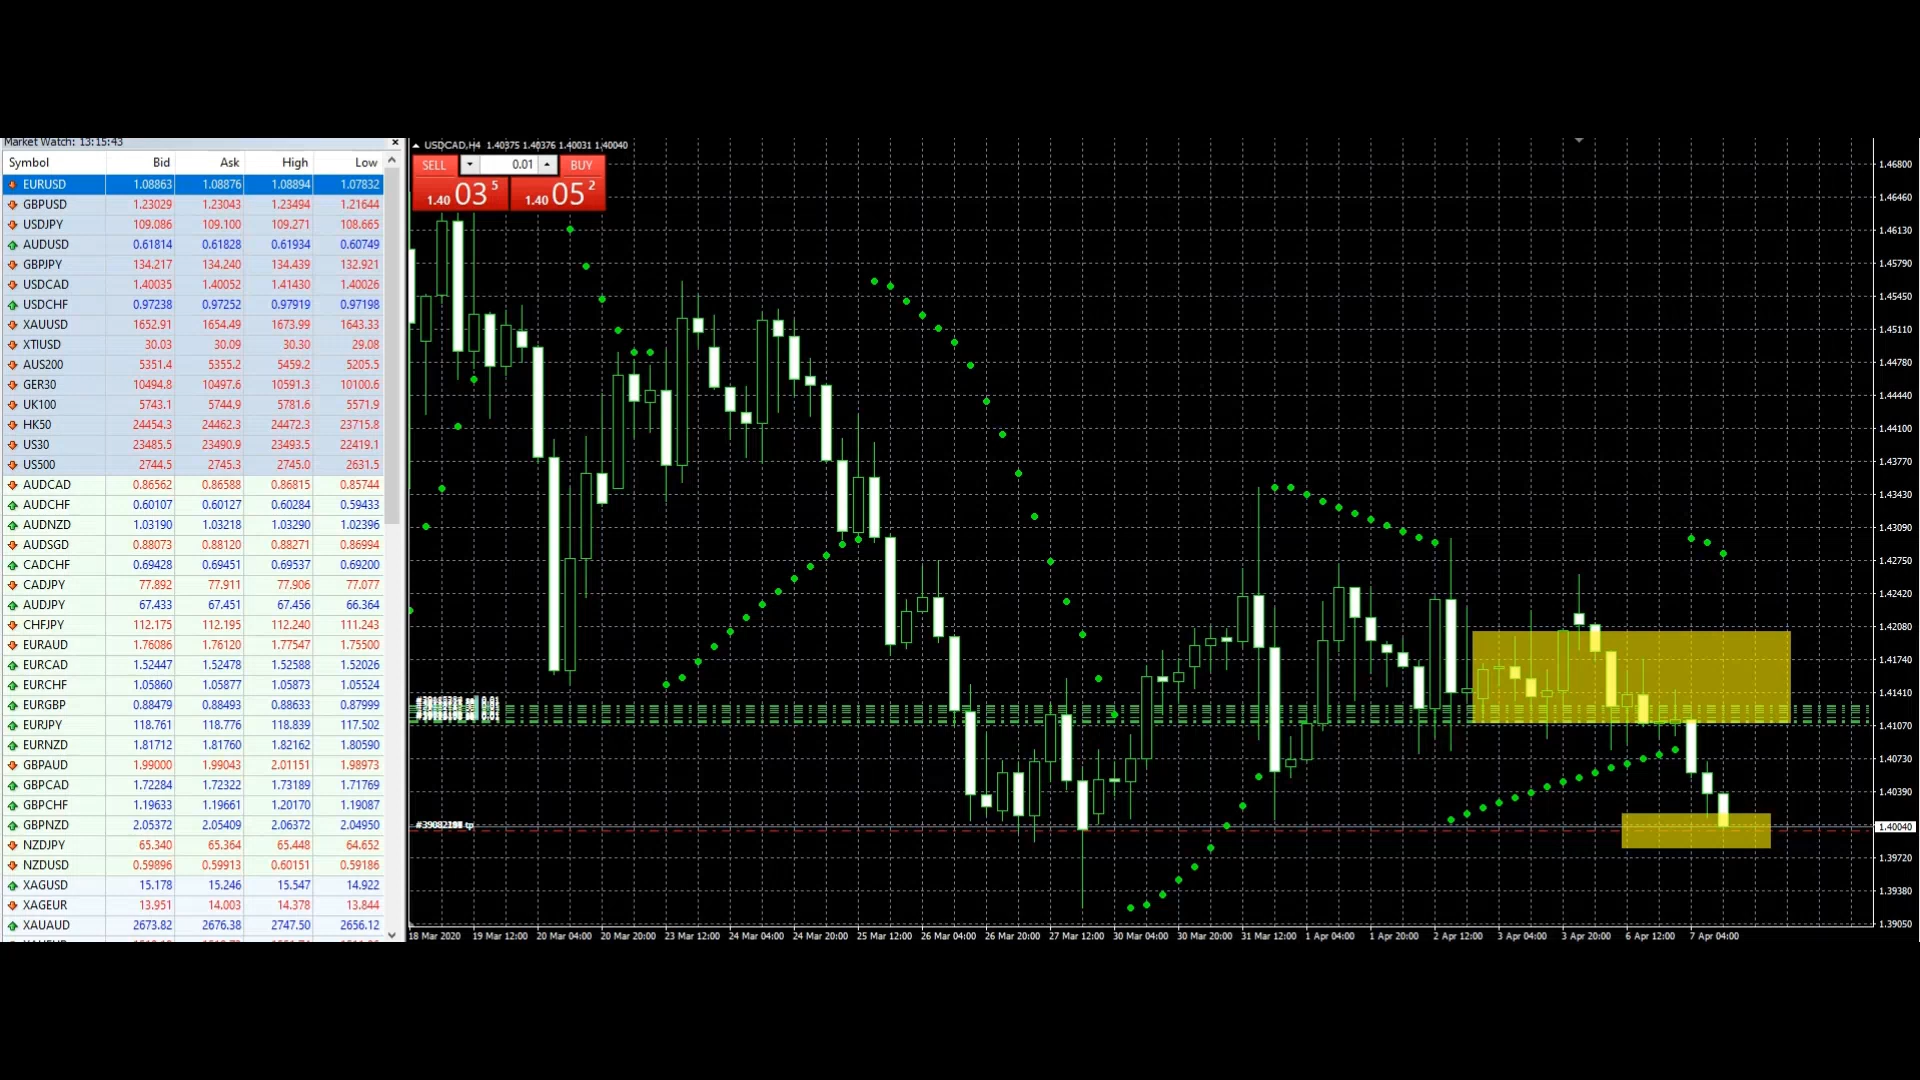 Market Watch: 13:15:43
Symbol Bid Ask High Low
EURUSD 1.08863 1.08876 1.08894 1.07832
GBPUSD 1.23029 1.23043 1.23494 1.21644
USDJPY 109.086 109.100 109.271 108.665
AUDUSD 0.61814 0.61828 0.61934 0.60749
GBPJPY 134.217 134.240 134.439 132.921
USDCAD 1.40035 1.40052 1.41430 1.40026
USDCHF 0.97238 0.97252 0.97919 0.97198
XAUUSD 1652.91 1654.49 1673.99 1643.33
XTIUSD 30.03 30.09 30.30 29.08
AUS200 5351.4 5355.2 5459.2 5205.5
GER30 10494.8 10497.6 10591.3 10100.6
UK100 5743.1 5744.9 5781.6 5571.9
HK50 24454.3 24462.3 24472.3 23715.8
US30 23485.5 23490.9 23493.5 22419.1
US500 2744.5 2745.3 2745.0 2631.5
AUDCAD 0.86562 0.86588 0.86815 0.85744
AUDCHF 0.60107 0.60127 0.60284 0.59433
AUDNZD 1.03190 1.03218 1.03290 1.02396
AUDSGD 0.88073 0.88120 0.88271 0.86994
CADCHF 0.69428 0.69451 0.69537 0.69200
CADJPY 77.892 77.911 77.906 77.077
AUDJPY 67.433 67.451 67.456 66.364
CHFJPY 112.175 112.195 112.240 111.243
EURAUD 1.76086 1.76120 1.77547 1.75500
EURCAD 1.52447 1.52478 1.52588 1.52026
EURCHF 1.05860 1.05877 1.05873 1.05524
EURGBP 0.88479 0.88493 0.88633 0.87999
EURJPY 118.761 118.776 118.839 117.502
EURNZD 1.81712 1.81760 1.82162 1.80590
GBPAUD 1.99000 1.99043 2.01151 1.98973
GBPCAD 1.72284 1.72322 1.73189 1.71769
GBPCHF 1.19633 1.19661 1.20170 1.19087
GBPNZD 2.05372 2.05409 2.06372 2.04950
NZDJPY 65.340 65.364 65.448 64.652
NZDUSD 0.59896 0.59913 0.60151 0.59186
XAGUSD 15.178 15.246 15.547 14.922
XAGEUR 13.951 14.003 14.378 13.844
XAUAUD 2673.82 2676.38 2747.50 2656.12
USDCAD,H4 1.40375 1.40376 1.40031 1.40040
SELL 0.01 BUY
1.40 03 5 1.40 05 2
1.46800
1.46460
1.46130
1.45790
1.45450
1.45110
1.44780
1.44440
1.44100
1.43770
1.43430
1.43090
1.42750
1.42420
1.42080
1.41740
1.41410
1.41070
1.40730
1.40390
1.40040
1.39720
1.39380
1.39050
18 Mar 2020 19 Mar 12:00 20 Mar 04:00 20 Mar 20:00 23 Mar 12:00 24 Mar 04:00 24 Mar 20:00 25 Mar 12:00 26 Mar 04:00 26 Mar 20:00 27 Mar 12:00 30 Mar 04:00 30 Mar 20:00 31 Mar 12:00 1 Apr 04:00 1 Apr 20:00 2 Apr 12:00 3 Apr 04:00 3 Apr 20:00 6 Apr 12:00 7 Apr 04:00